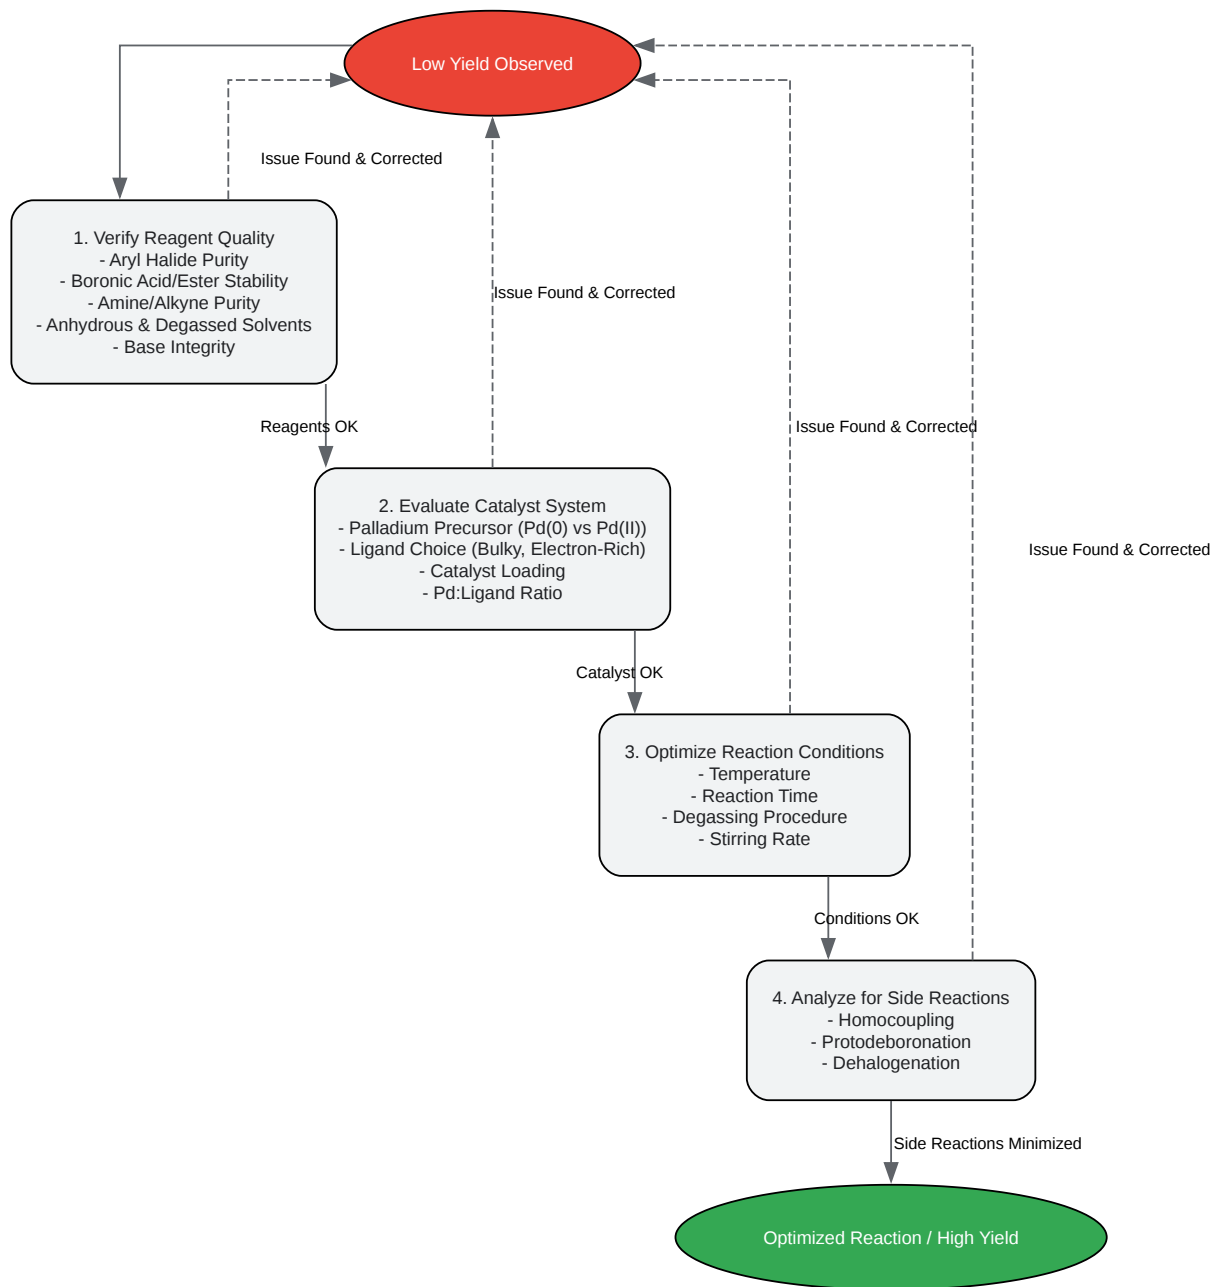 Low Yield Observed
Issue Found & Corrected
1. Verify Reagent Quality
- Aryl Halide Purity
- Boronic Acid/Ester Stability
- Amine/Alkyne Purity
- Anhydrous & Degassed Solvents
- Base Integrity
Issue Found & Corrected
Reagents OK
Issue Found & Corrected
2. Evaluate Catalyst System
- Palladium Precursor (Pd(0) vs Pd(II))
- Ligand Choice (Bulky, Electron-Rich)
- Catalyst Loading
- Pd:Ligand Ratio
Issue Found & Corrected
Catalyst OK
3. Optimize Reaction Conditions
- Temperature
- Reaction Time
- Degassing Procedure
- Stirring Rate
Conditions OK
4. Analyze for Side Reactions
- Homocoupling
- Protodeboronation
- Dehalogenation
Side Reactions Minimized
Optimized Reaction / High Yield